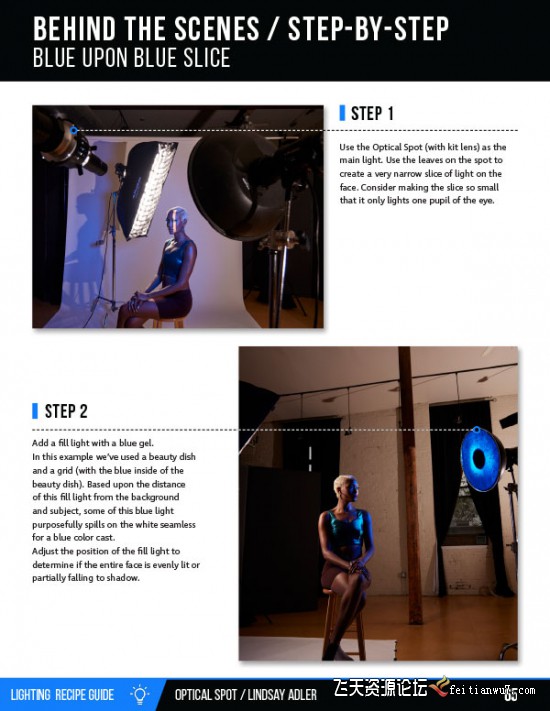 BEHIND THE SCENES / STEP-BY-STEP
BLUE UPON BLUE SLICE
STEP 1
Use the Optical Spot (with kit lens) as the
main light. Use the leaves on the spot to
create a very narrow slice of light on the
face. Consider making the slice so small
that it only lights one pupil of the eye.
STEP 2
Add a fill light with a blue gel.
In this example we've used a beauty dish
and a grid (with the blue inside of the
beauty dish). Based upon the distance
of this fill light from the background
and subject, some of this blue light
purposefully spills on the white seamless
for a blue color cast.
Adjust the position of the fill light to
determine if the entire face is evenly lit or
partially falling to shadow.
LIGHTING RECIPE GUIDE
OPTICAL SPOT / LINDSAY ADLER
飞天资源论坛
feitianwu7.com
65